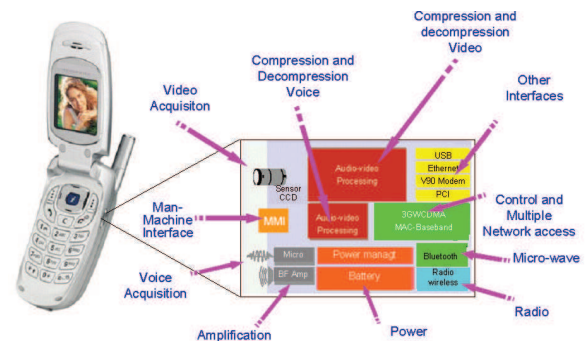 Compression and
decompression
Video
Compression and
Decompression
Voice
Other
Interfaces
Video
Acquisiton
USB
Ethernet
V90 Modem
PCI
Audio-video
Processing
Sensor
CCD
Man-
Machine
Interface
MMI
Audio-video
Processing
3GWCDMA
MAC-Baseband
Control and
Multiple
Network access
Voice
Acquisition
Micro
Power managt
Bluetooth
Micro-wave
BF Amp
Battery
Radio
wireless
Radio
Amplification
Power